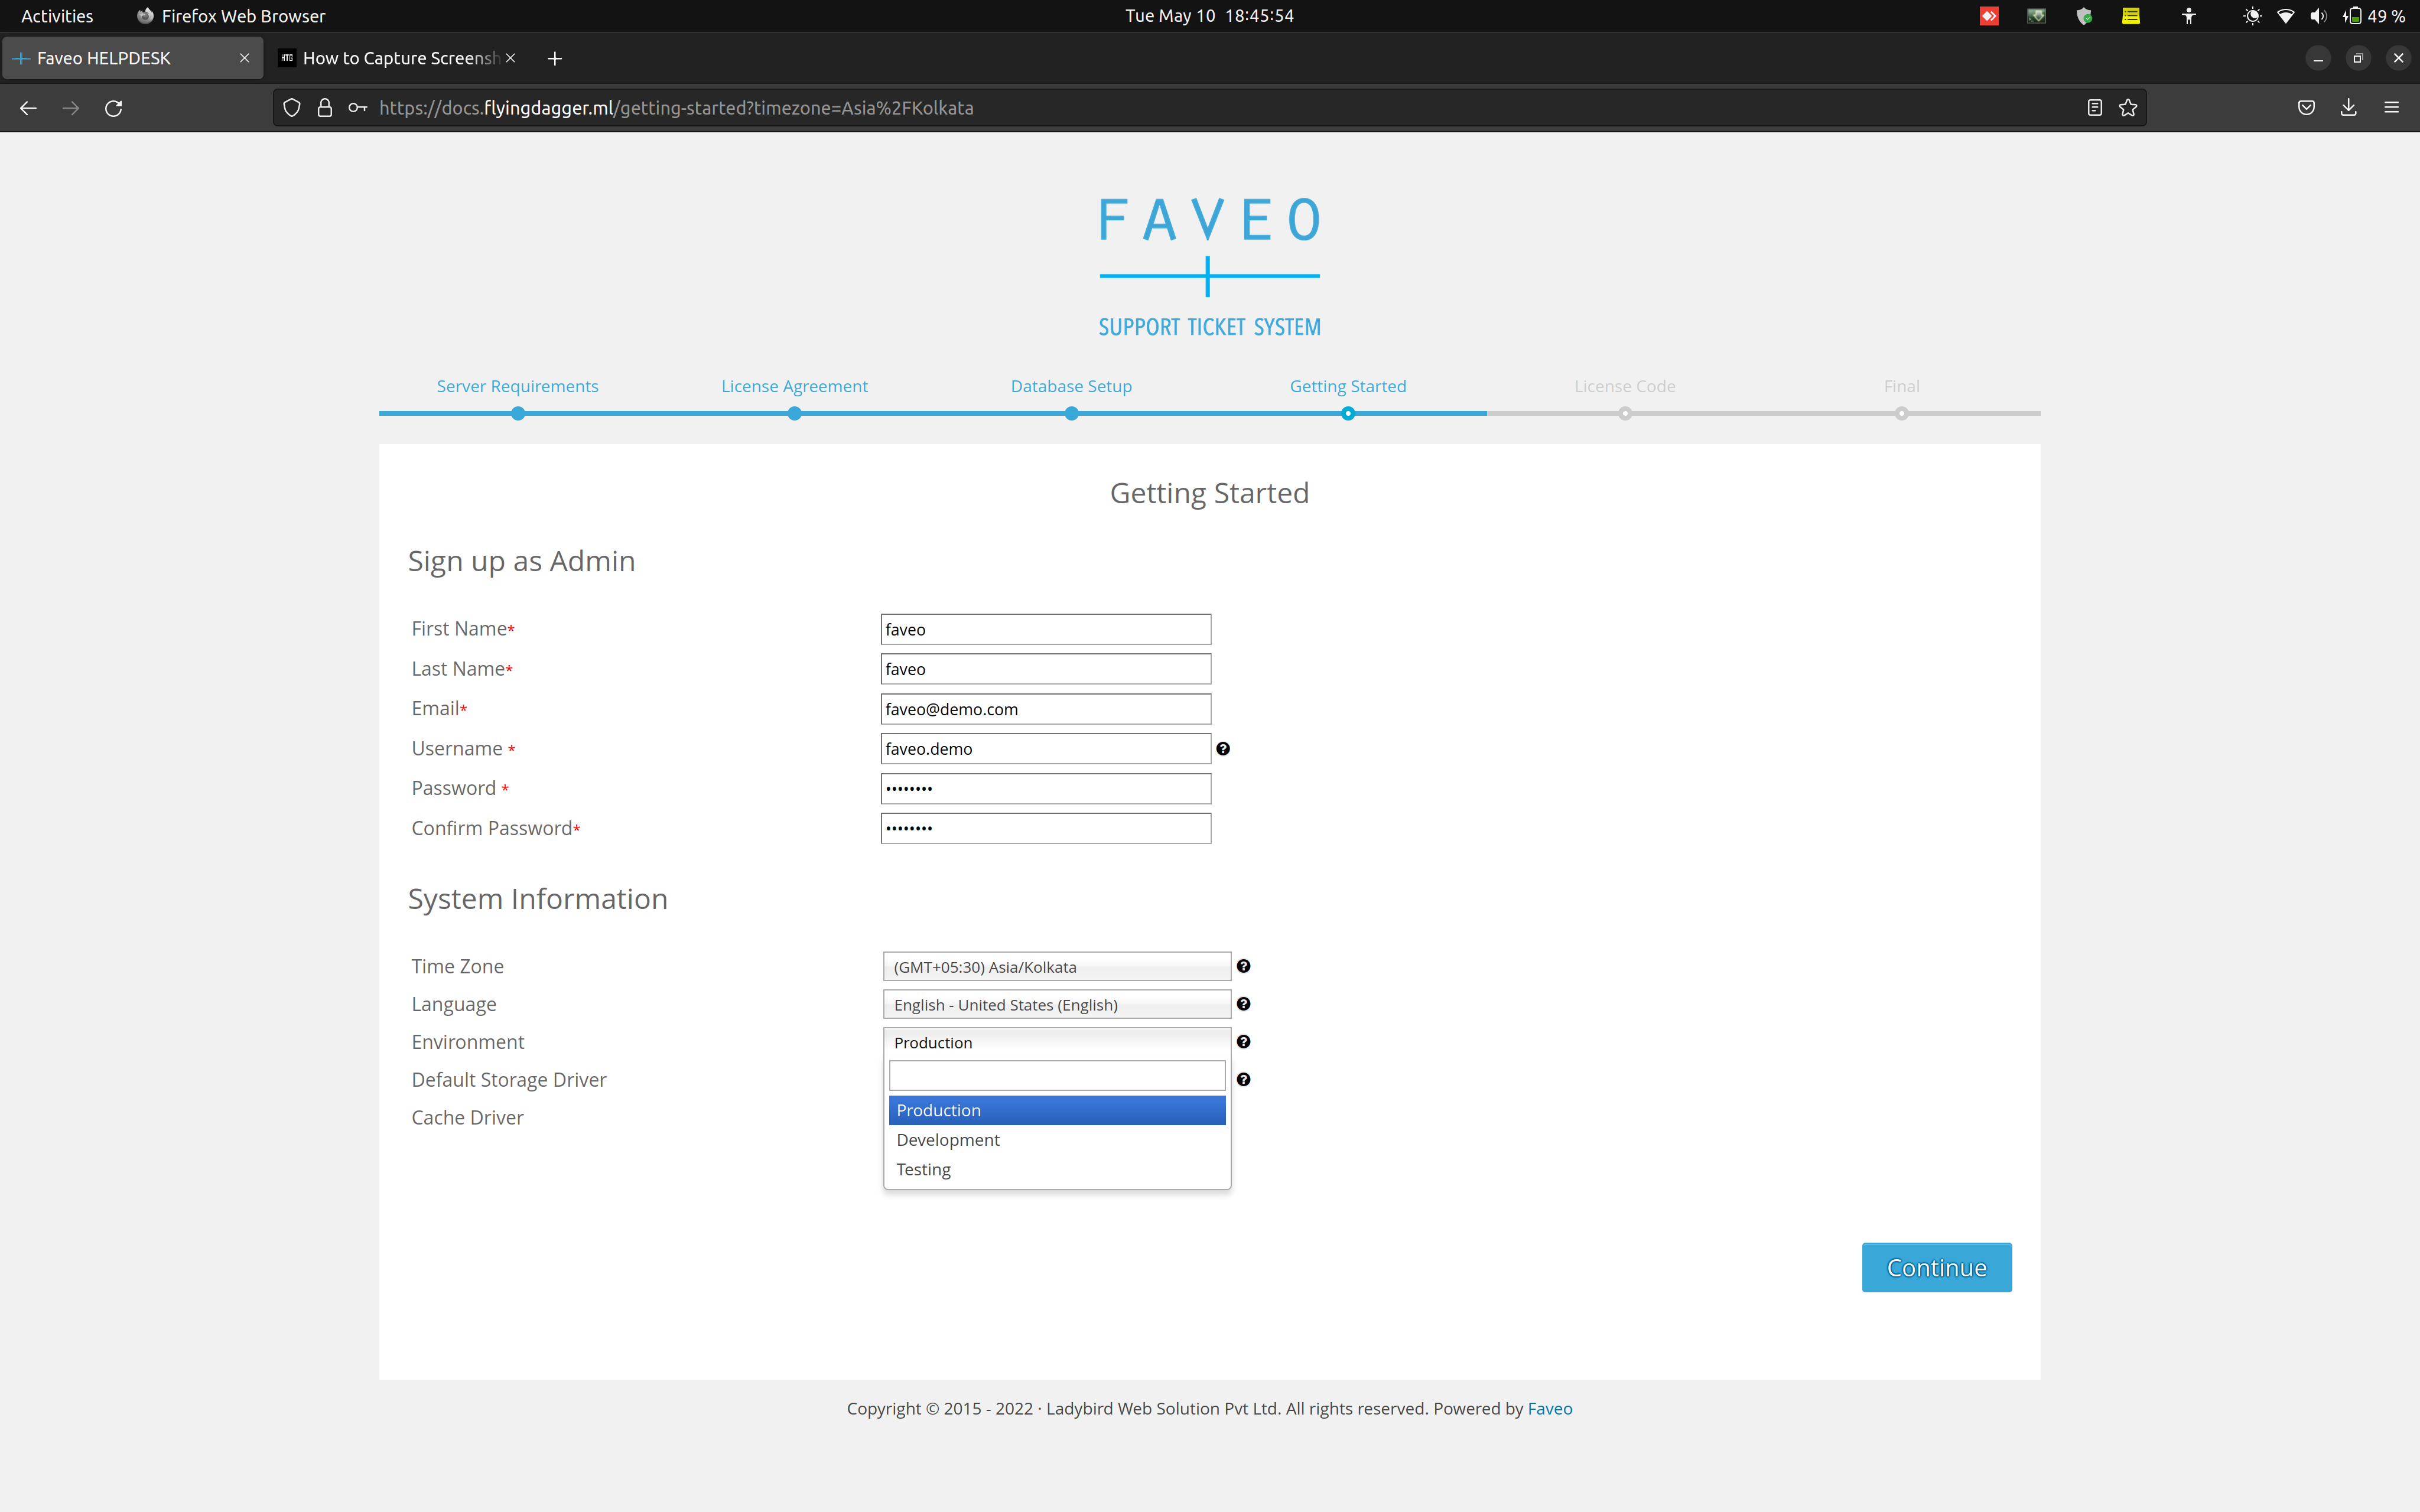 Activities Firefox Web Browser Tue May 10 18:45:54 49 %
Faveo HELPDESK How to Capture Screensh
https://docs.flyingdagger.ml/getting-started?timezone=Asia%2FKolkata
FAVEO
SUPPORT TICKET SYSTEM
Server Requirements License Agreement Database Setup Getting Started License Code Final
Getting Started
Sign up as Admin
First Name* faveo
Last Name* faveo
Email* faveo@demo.com
Username * faveo.demo
Password * ••••••••
Confirm Password* ••••••••
System Information
Time Zone (GMT+05:30) Asia/Kolkata
Language English - United States (English)
Environment Production
Default Storage Driver
Production
Cache Driver
Development
Testing
Continue
Copyright © 2015 - 2022 · Ladybird Web Solution Pvt Ltd. All rights reserved. Powered by Faveo